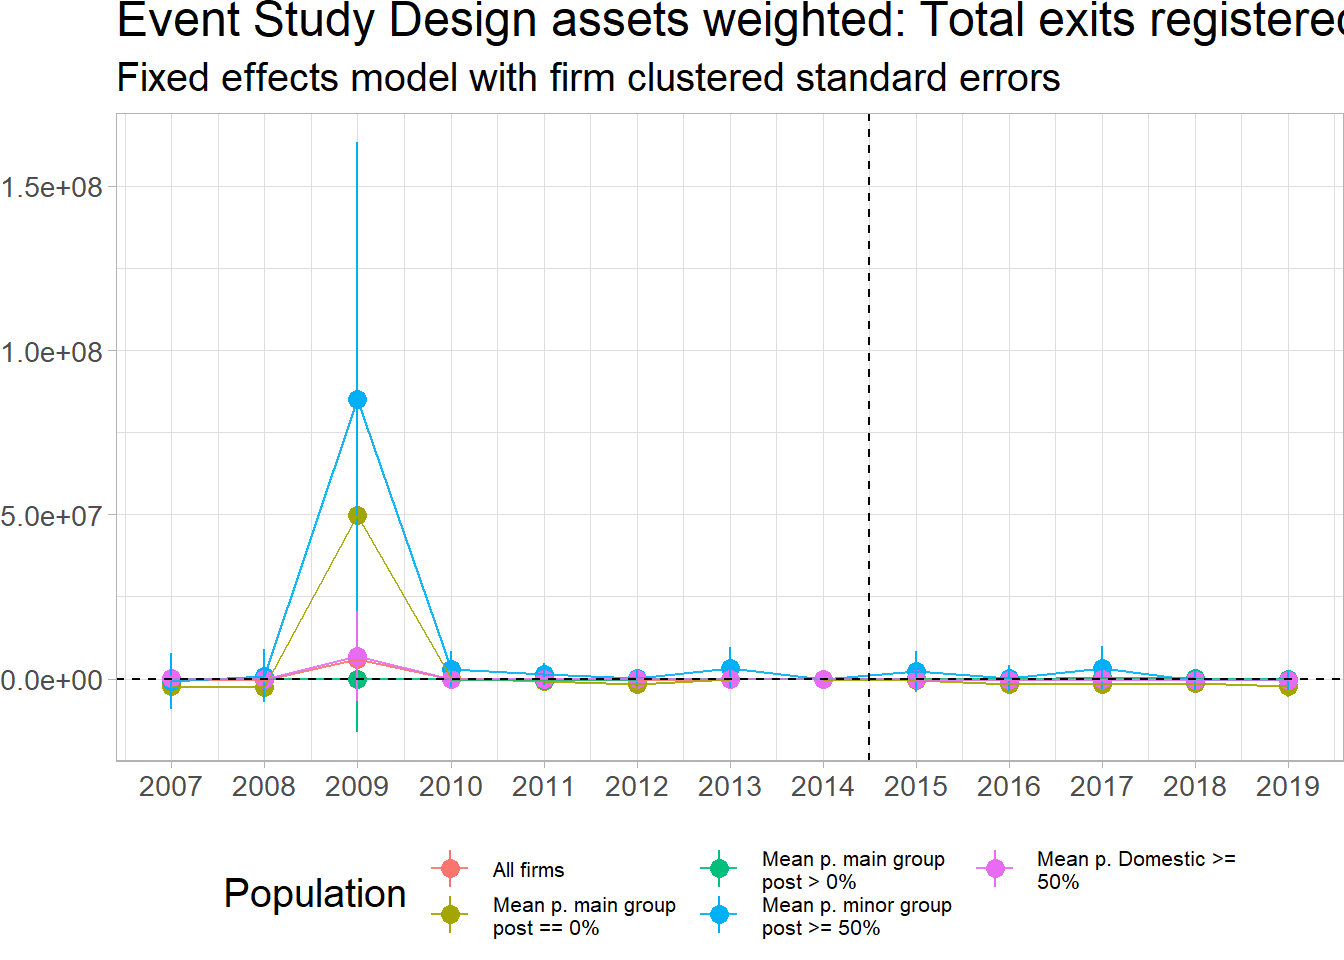 Event Study Design assets weighted: Total exits registered
Fixed effects model with firm clustered standard errors
1.5e+08
1.0e+08
5.0e+07
0.0e+00
2007 2008 2009 2010 2011 2012 2013 2014 2015 2016 2017 2018 2019
Population
All firms
Mean p. main group
post == 0%
Mean p. main group
post > 0%
Mean p. minor group
post >= 50%
Mean p. Domestic >=
50%